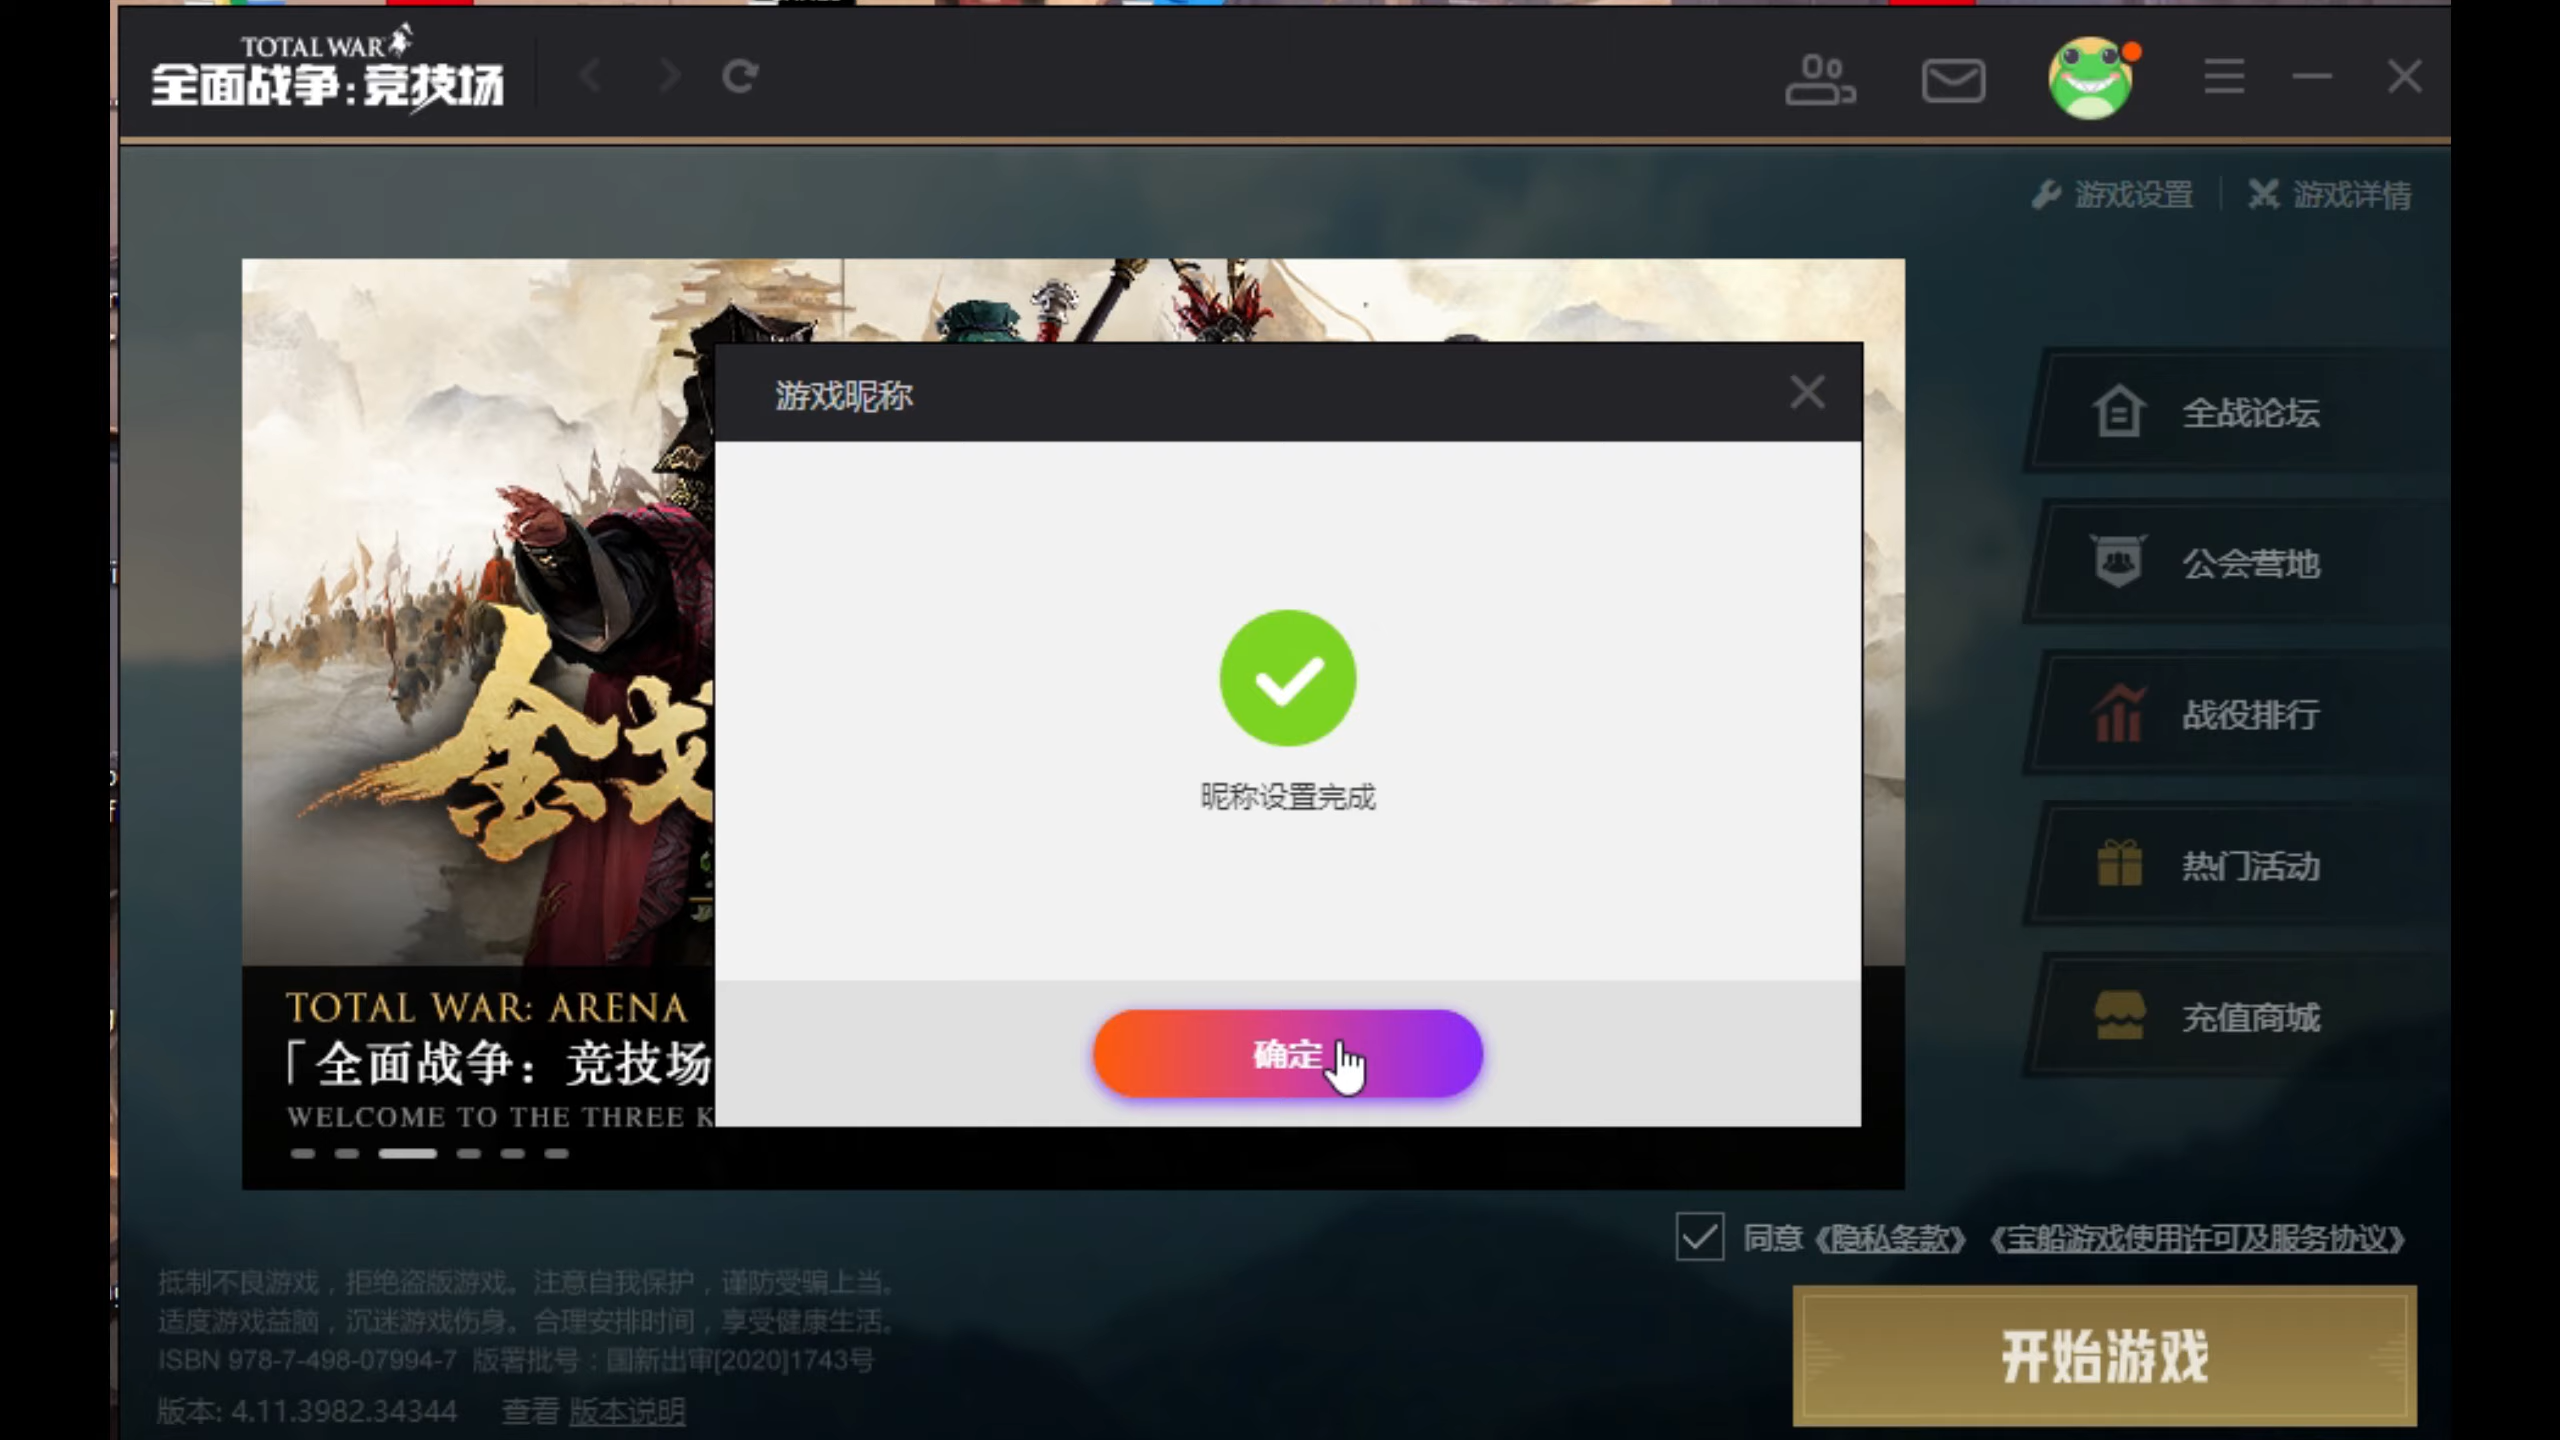 TOTAL WAR
全面战争:竞技场
游戏设置
游戏详情
游戏昵称
昵称设置完成
确定
全战论坛
公会营地
战役排行
热门活动
充值商城
TOTAL WAR: ARENA
「全面战争：竞技场
WELCOME TO THE THREE K
同意《隐私条款》《宝船游戏使用许可及服务协议》
开始游戏
抵制不良游戏，拒绝盗版游戏。注意自我保护，谨防受骗上当。
适度游戏益脑，沉迷游戏伤身。合理安排时间，享受健康生活。
ISBN 978-7-498-07994-7 版署批号：国新出审[2020]1743号
版本: 4.11.3982.34344 查看 版本说明